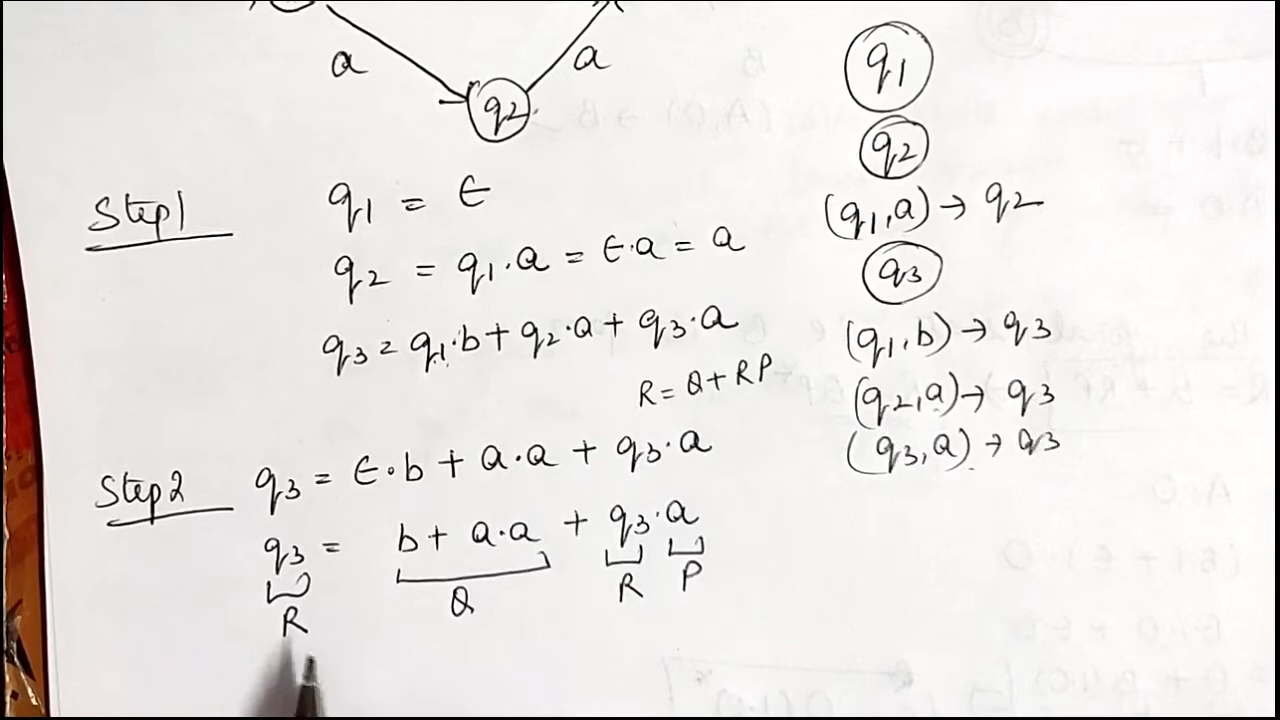 a a
q2
q1
q2
Step1 q1 = ε
(q1,a) → q2
q2 = q1.a = ε.a = a
q3
q3 = q1.b + q2.a + q3.a
(q1,b) → q3
R = Q + RP
(q2,a) → q3
(q3,a) → q3
Step2 q3 = ε.b + a.a + q3.a
q3 = b + a.a + q3.a
R Q R P